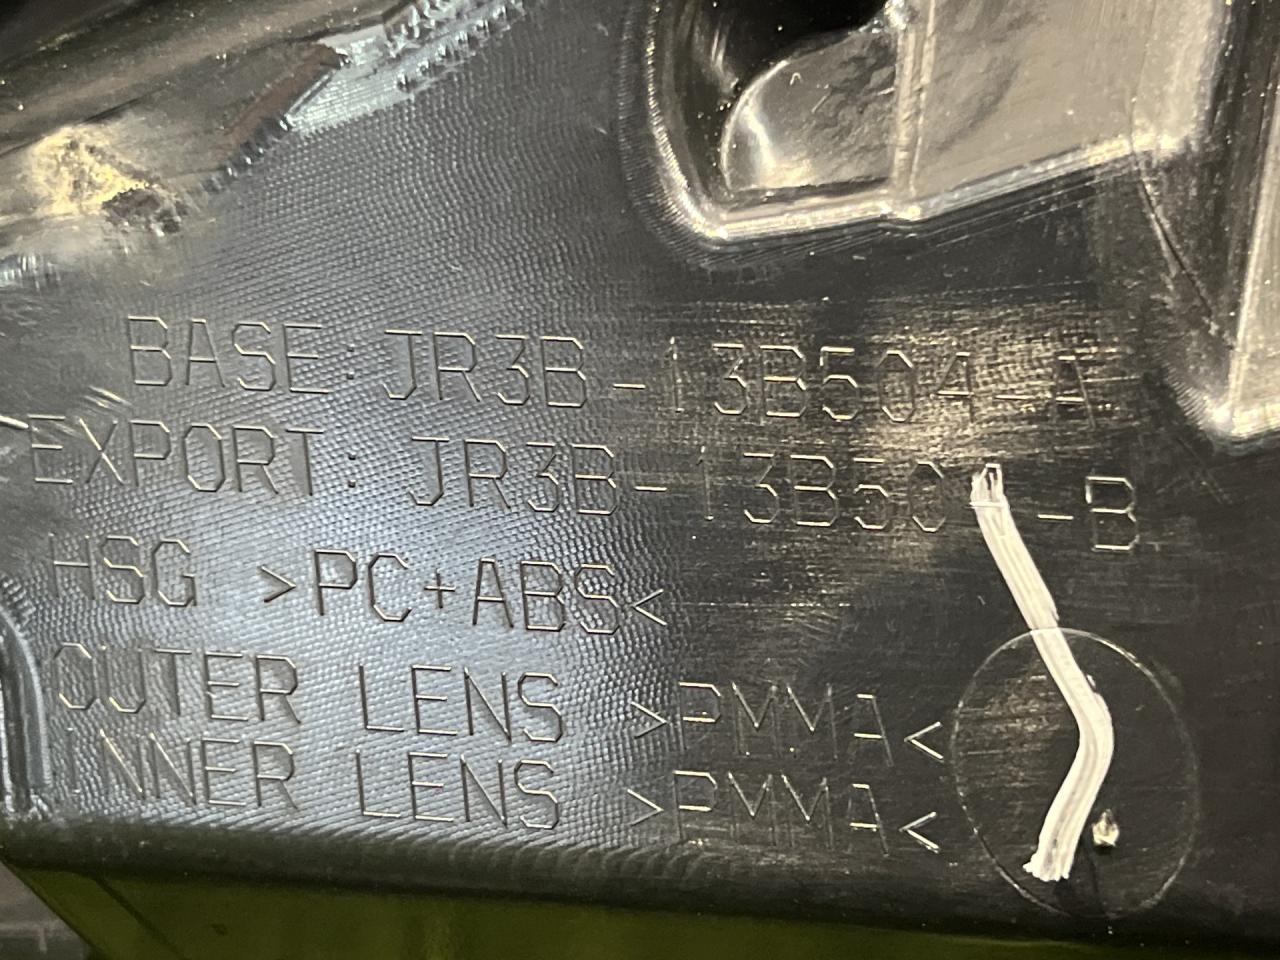 BASE: JR3B-13B504-A
EXPORT: JR3B-13B50 -B
HSG >PC+ABS<
OUTER LENS >PMMA<
INNER LENS >PMMA<